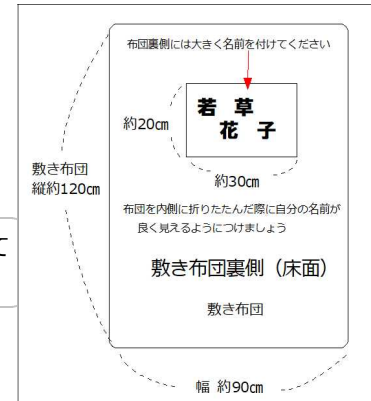 布団裏側には大きく名前を付けてください
若 草
花 子
約20㎝
約30㎝
敷き布団
縦約120㎝
布団を内側に折りたたんだ際に自分の名前が
良く見えるようにつけましょう
て
敷き布団裏側（床面）
敷き布団
幅 約90㎝